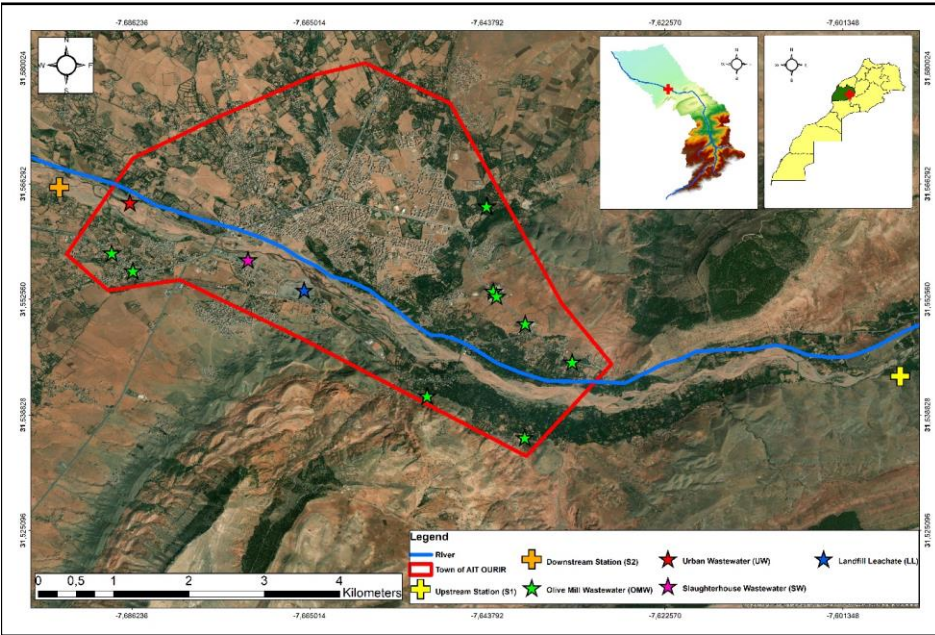 -7,686236 -7,665014 -7,643792 -7,622570 -7,601348
31,580024
31,580024
31,566292
31,566292
31,552560
31,552560
31,538828
31,538828
31,525096
31,525096
N
W
S
N
N
Legend
River
Town of AIT OURIR
Upstream Station (S1)
Downstream Station (S2)
Olive Mill Wastewater (OMW)
Urban Wastewater (UW)
Slaughterhouse Wastewater (SW)
Landfill Leachate (LL)
0 0,5 1 2 3 4
Kilometers
-7,686236 -7,665014 -7,643792 -7,622570 -7,601348